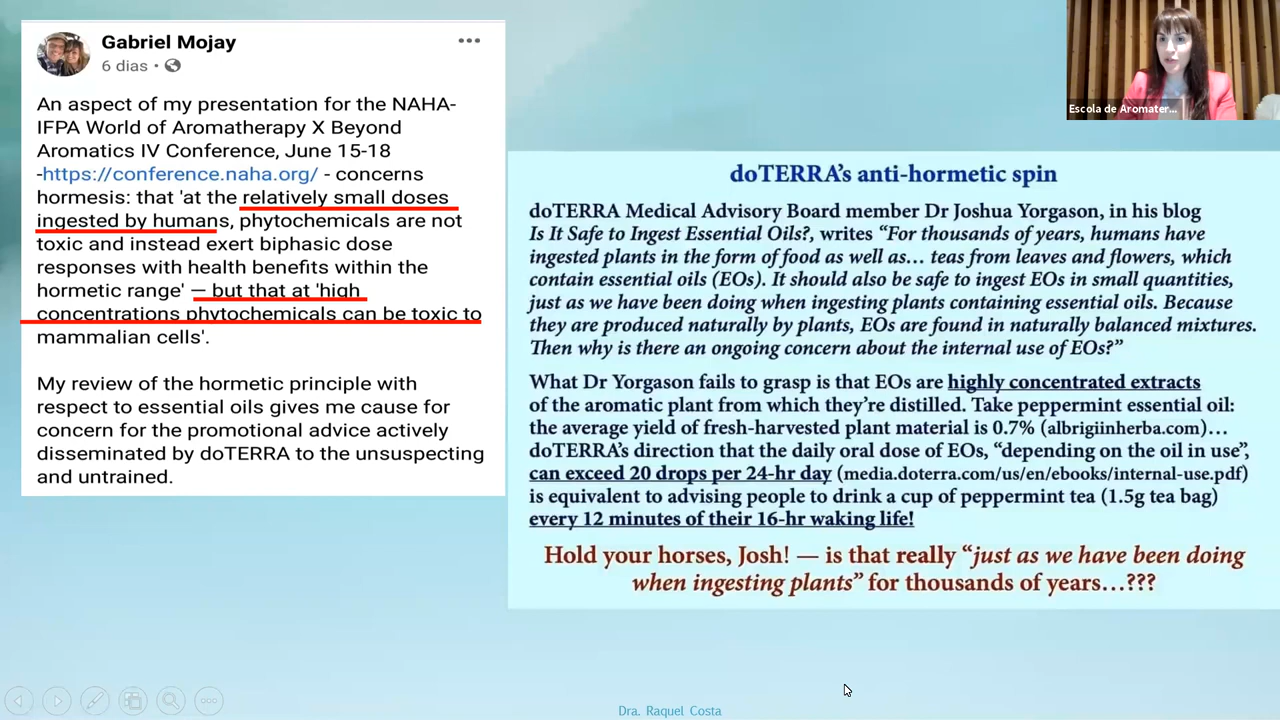 Gabriel Mojay
6 dias •
An aspect of my presentation for the NAHA-
IFPA World of Aromatherapy X Beyond
Aromatics IV Conference, June 15-18
-https://conference.naha.org/ - concerns
hormesis: that 'at the relatively small doses
ingested by humans, phytochemicals are not
toxic and instead exert biphasic dose
responses with health benefits within the
hormetic range' — but that at 'high
concentrations phytochemicals can be toxic to
mammalian cells'.
My review of the hormetic principle with
respect to essential oils gives me cause for
concern for the promotional advice actively
disseminated by doTERRA to the unsuspecting
and untrained.
Escola de Aromater...
doTERRA's anti-hormetic spin
doTERRA Medical Advisory Board member Dr Joshua Yorgason, in his blog
Is It Safe to Ingest Essential Oils?, writes “For thousands of years, humans have
ingested plants in the form of food as well as… teas from leaves and flowers, which
contain essential oils (EOs). It should also be safe to ingest EOs in small quantities,
just as we have been doing when ingesting plants containing essential oils. Because
they are produced naturally by plants, EOs are found in naturally balanced mixtures.
Then why is there an ongoing concern about the internal use of EOs?”
What Dr Yorgason fails to grasp is that EOs are highly concentrated extracts
of the aromatic plant from which they’re distilled. Take peppermint essential oil:
the average yield of fresh-harvested plant material is 0.7% (albrigiinherba.com)…
doTERRA’s direction that the daily oral dose of EOs, “depending on the oil in use”,
can exceed 20 drops per 24-hr day (media.doterra.com/us/en/ebooks/internal-use.pdf)
is equivalent to advising people to drink a cup of peppermint tea (1.5g tea bag)
every 12 minutes of their 16-hr waking life!
Hold your horses, Josh! — is that really “just as we have been doing
when ingesting plants” for thousands of years…???
Dra. Raquel Costa